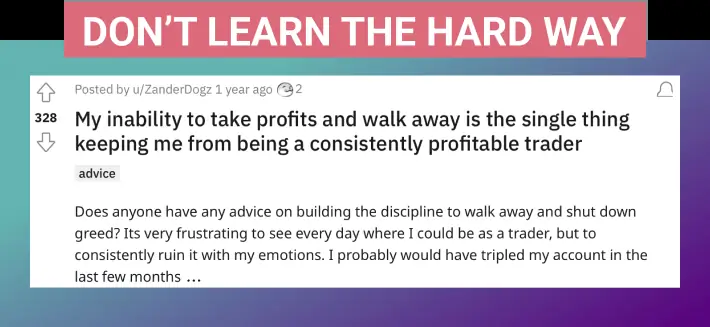 DON’T LEARN THE HARD WAY
Posted by u/ZanderDogz 1 year ago 2
328
My inability to take profits and walk away is the single thing
keeping me from being a consistently profitable trader
advice
Does anyone have any advice on building the discipline to walk away and shut down
greed? Its very frustrating to see every day where I could be as a trader, but to
consistently ruin it with my emotions. I probably would have tripled my account in the
last few months ...